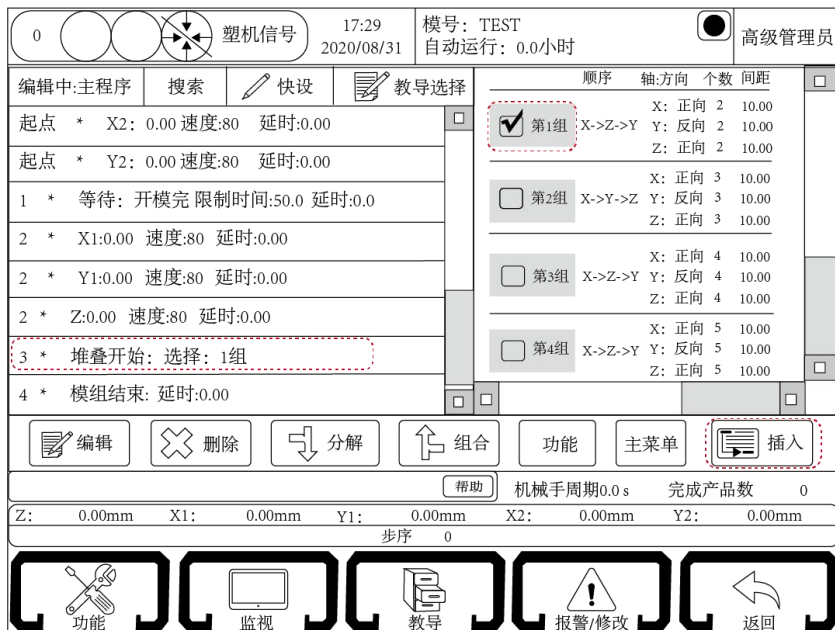 0 塑机信号 17:29 模号：TEST 高级管理员
2020/08/31 自动运行：0.0小时
编辑中:主程序 搜索 快设 教导选择
起点 * X2：0.00 速度:80 延时:0.00
起点 * Y2：0.00 速度:80 延时:0.00
1 * 等待：开模完 限制时间:50.0 延时:0.0
2 * X1:0.00 速度:80 延时:0.00
2 * Y1:0.00 速度:80 延时:0.00
2 * Z:0.00 速度:80 延时:0.00
3 * 堆叠开始：选择：1组
4 * 模组结束: 延时:0.00
顺序 轴:方向 个数 间距
X：正向 2 10.00
第1组 X->Z->Y Y：反向 2 10.00
Z：正向 2 10.00
X：正向 3 10.00
第2组 X->Y->Z Y：反向 3 10.00
Z：正向 3 10.00
X：正向 4 10.00
第3组 X->Z->Y Y：反向 4 10.00
Z：正向 4 10.00
X：正向 5 10.00
第4组 X->Z->Y Y：反向 5 10.00
Z：正向 5 10.00
编辑 删除 分解 组合 功能 主菜单 插入
帮助 机械手周期0.0 s 完成产品数 0
Z： 0.00mm X1： 0.00mm Y1： 0.00mm X2： 0.00mm Y2： 0.00mm
步序 0
功能 监视 教导 报警/修改 返回